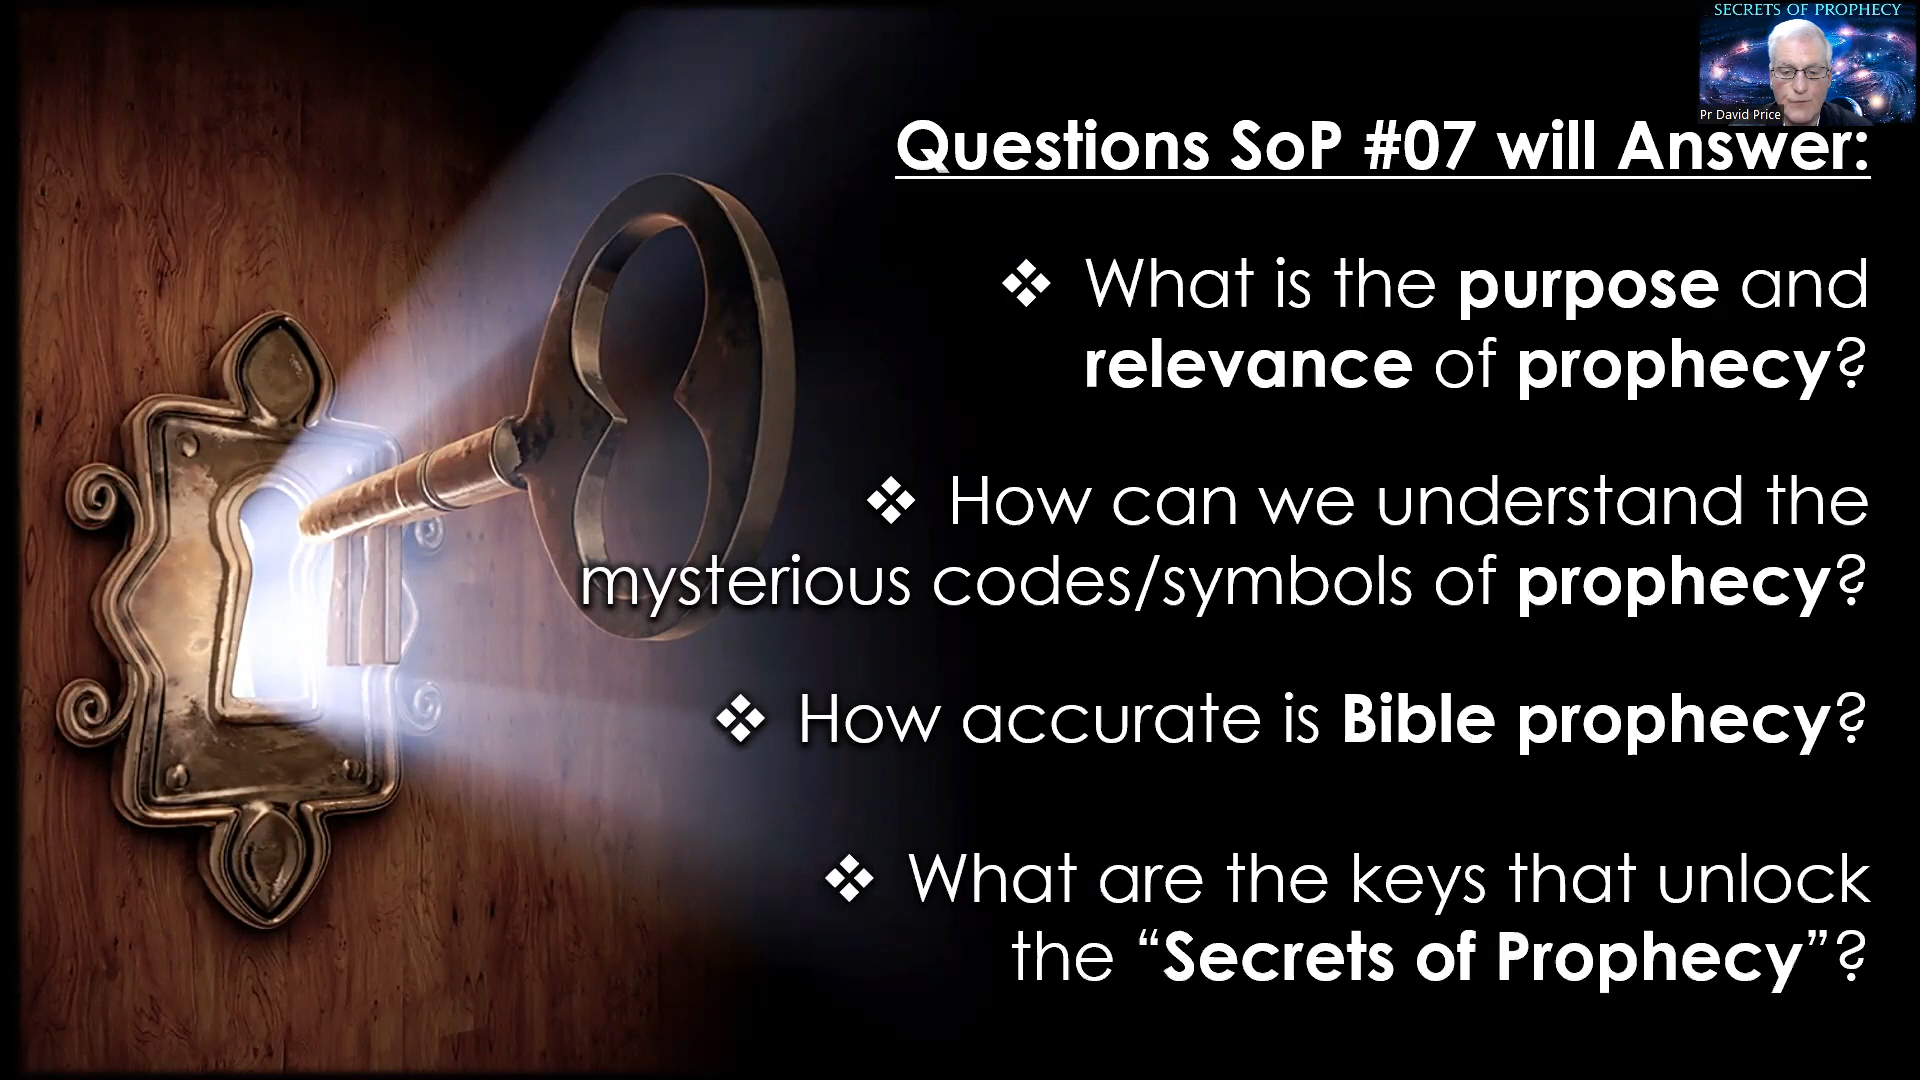 SECRETS OF PROPHECY
Pr David Price
Questions SoP #07 will Answer:
❖ What is the purpose and
relevance of prophecy?
❖ How can we understand the
mysterious codes/symbols of prophecy?
❖ How accurate is Bible prophecy?
❖ What are the keys that unlock
the “Secrets of Prophecy”?